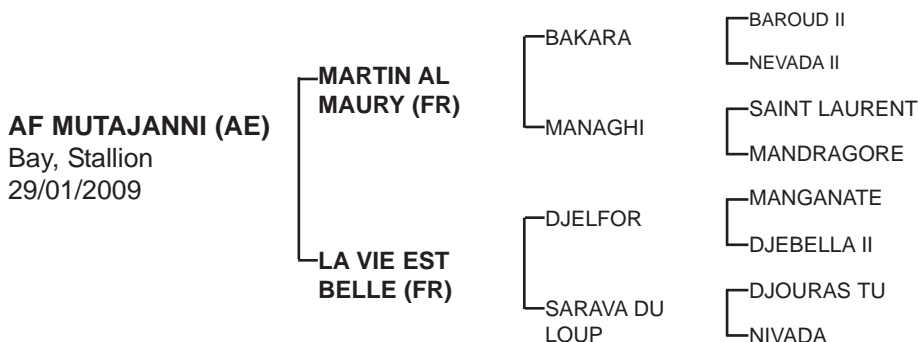 AF MUTAJANNI (AE)
Bay, Stallion
29/01/2009
MARTIN AL
MAURY (FR)
LA VIE EST
BELLE (FR)
BAKARA
MANAGHI
DJELFOR
SARAVA DU
LOUP
BAROUD II
NEVADA II
SAINT LAURENT
MANDRAGORE
MANGANATE
DJEBELLA II
DJOURAS TU
NIVADA